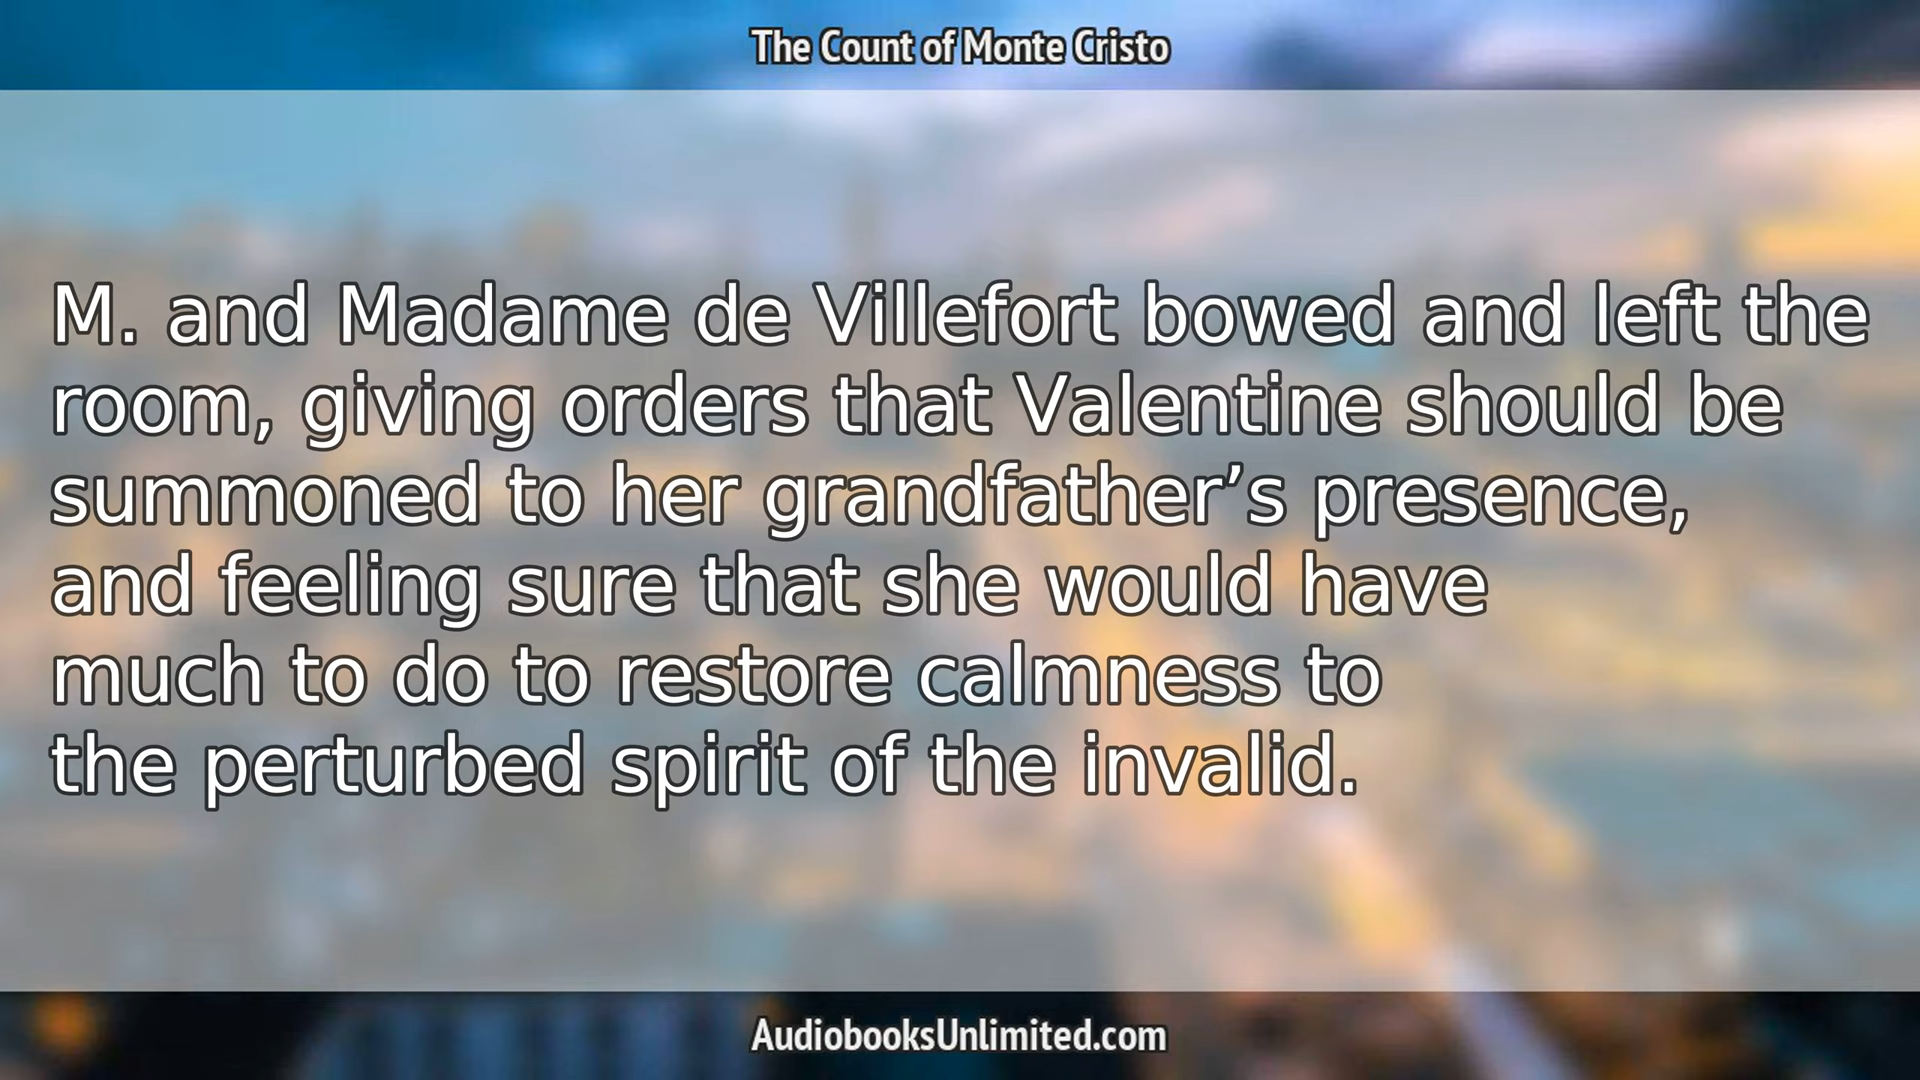 The Count of Monte Cristo
M. and Madame de Villefort bowed and left the
room, giving orders that Valentine should be
summoned to her grandfather’s presence,
and feeling sure that she would have
much to do to restore calmness to
the perturbed spirit of the invalid.
AudiobooksUnlimited.com